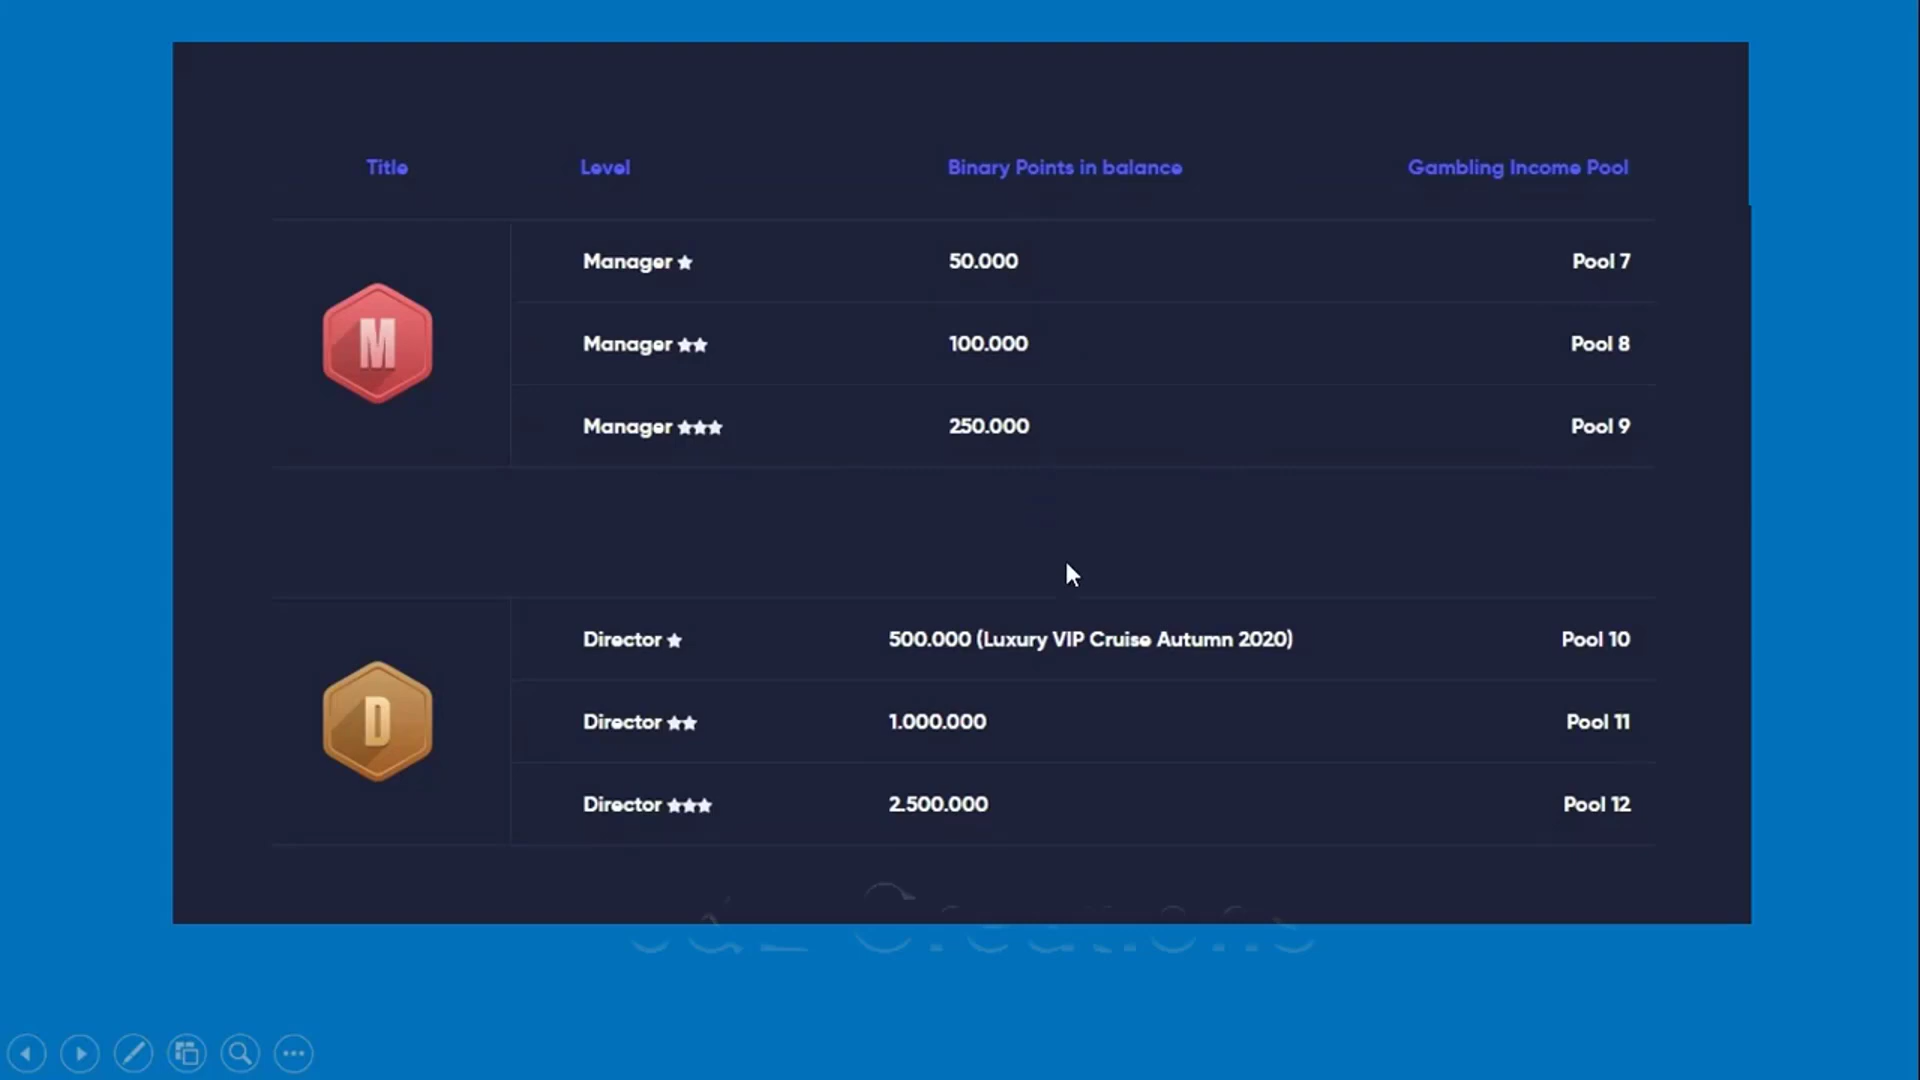 Title Level Binary Points in balance Gambling Income Pool
Manager ★ 50.000 Pool 7
M
Manager ★★ 100.000 Pool 8
Manager ★★★ 250.000 Pool 9
Director ★ 500.000 (Luxury VIP Cruise Autumn 2020) Pool 10
D
Director ★★ 1.000.000 Pool 11
Director ★★★ 2.500.000 Pool 12
Creations